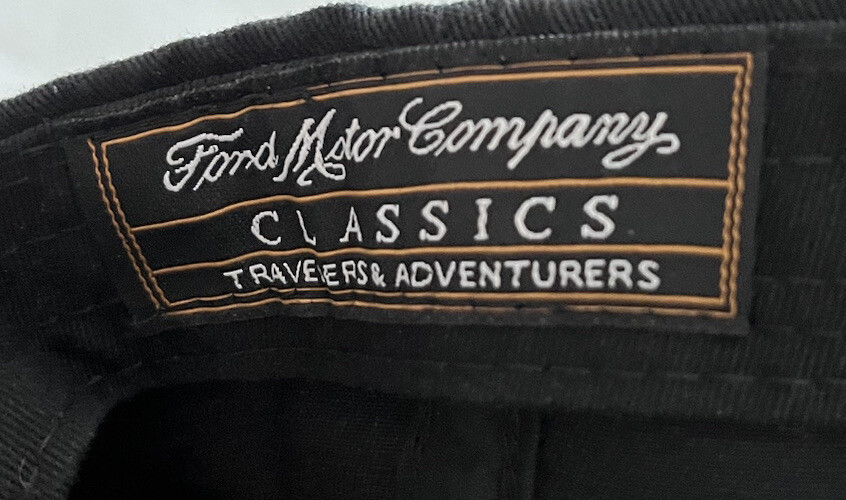 Ford Motor Company
CLASSICS
TRAVELERS & ADVENTURERS